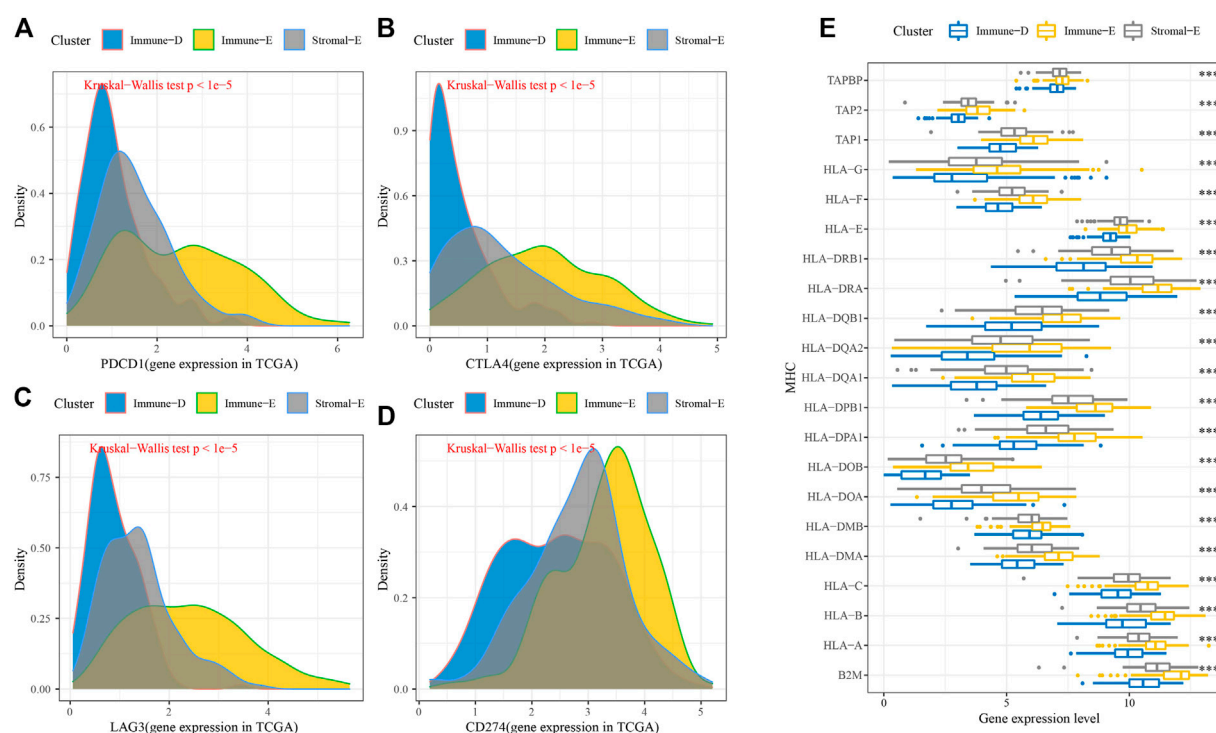 A
Cluster Immune-D Immune-E Stromal-E
Kruskal-Wallis test p < 1e-5
Density
0.6
0.4
0.2
0.0
0 2 4 6
PDCD1(gene expression in TCGA)
B
Cluster Immune-D Immune-E Stromal-E
Kruskal-Wallis test p < 1e-5
Density
0.9
0.6
0.3
0.0
0 1 2 3 4 5
CTLA4(gene expression in TCGA)
C
Cluster Immune-D Immune-E Stromal-E
Kruskal-Wallis test p < 1e-5
Density
0.75
0.50
0.25
0.00
0 2 4
LAG3(gene expression in TCGA)
D
Cluster Immune-D Immune-E Stromal-E
Kruskal-Wallis test p < 1e-5
Density
0.4
0.2
0.0
0 1 2 3 4 5
CD274(gene expression in TCGA)
E
Cluster Immune-D Immune-E Stromal-E
MHC
TAPBP ***
TAP2 ***
TAP1 ***
HLA-G ***
HLA-F ***
HLA-E ***
HLA-DRB1 ***
HLA-DRA ***
HLA-DQB1 ***
HLA-DQA2 ***
HLA-DQA1 ***
HLA-DPB1 ***
HLA-DPA1 ***
HLA-DOB ***
HLA-DOA ***
HLA-DMB ***
HLA-DMA ***
HLA-C ***
HLA-B ***
HLA-A ***
B2M ***
0 5 10
Gene expression level